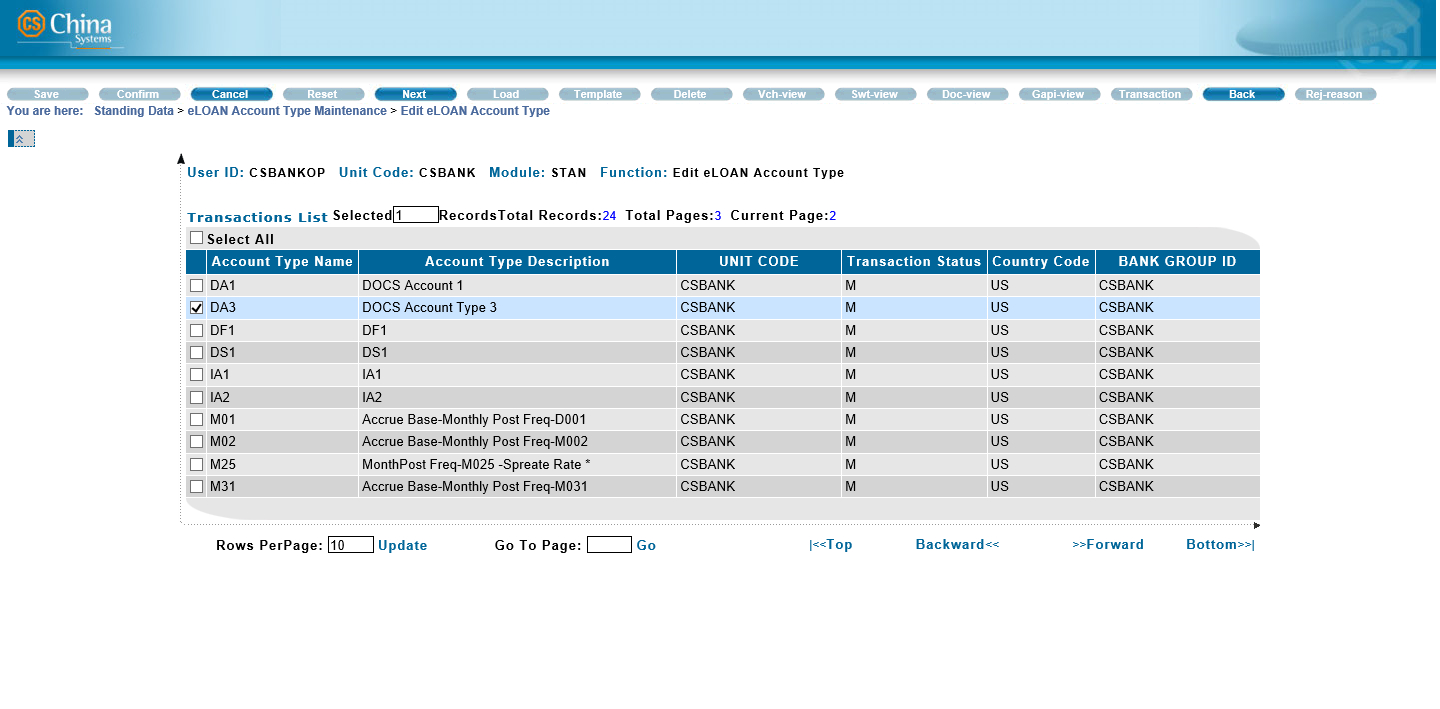 CS China
Systems
Save Confirm Cancel Reset Next Load Template Delete Vch-view Swt-view Doc-view Gapi-view Transaction Back Rej-reason
You are here: Standing Data > eLOAN Account Type Maintenance > Edit eLOAN Account Type
User ID: CSBANKOP Unit Code: CSBANK Module: STAN Function: Edit eLOAN Account Type
Transactions List Selected 1 RecordsTotal Records:24 Total Pages:3 Current Page:2
Select All
Account Type Name Account Type Description UNIT CODE Transaction Status Country Code BANK GROUP ID
DA1 DOCS Account 1 CSBANK M US CSBANK
DA3 DOCS Account Type 3 CSBANK M US CSBANK
DF1 DF1 CSBANK M US CSBANK
DS1 DS1 CSBANK M US CSBANK
IA1 IA1 CSBANK M US CSBANK
IA2 IA2 CSBANK M US CSBANK
M01 Accrue Base-Monthly Post Freq-D001 CSBANK M US CSBANK
M02 Accrue Base-Monthly Post Freq-M002 CSBANK M US CSBANK
M25 MonthPost Freq-M025 -Spreate Rate * CSBANK M US CSBANK
M31 Accrue Base-Monthly Post Freq-M031 CSBANK M US CSBANK
Rows PerPage: 10 Update Go To Page: Go |<<Top Backward<< >>Forward Bottom>>|